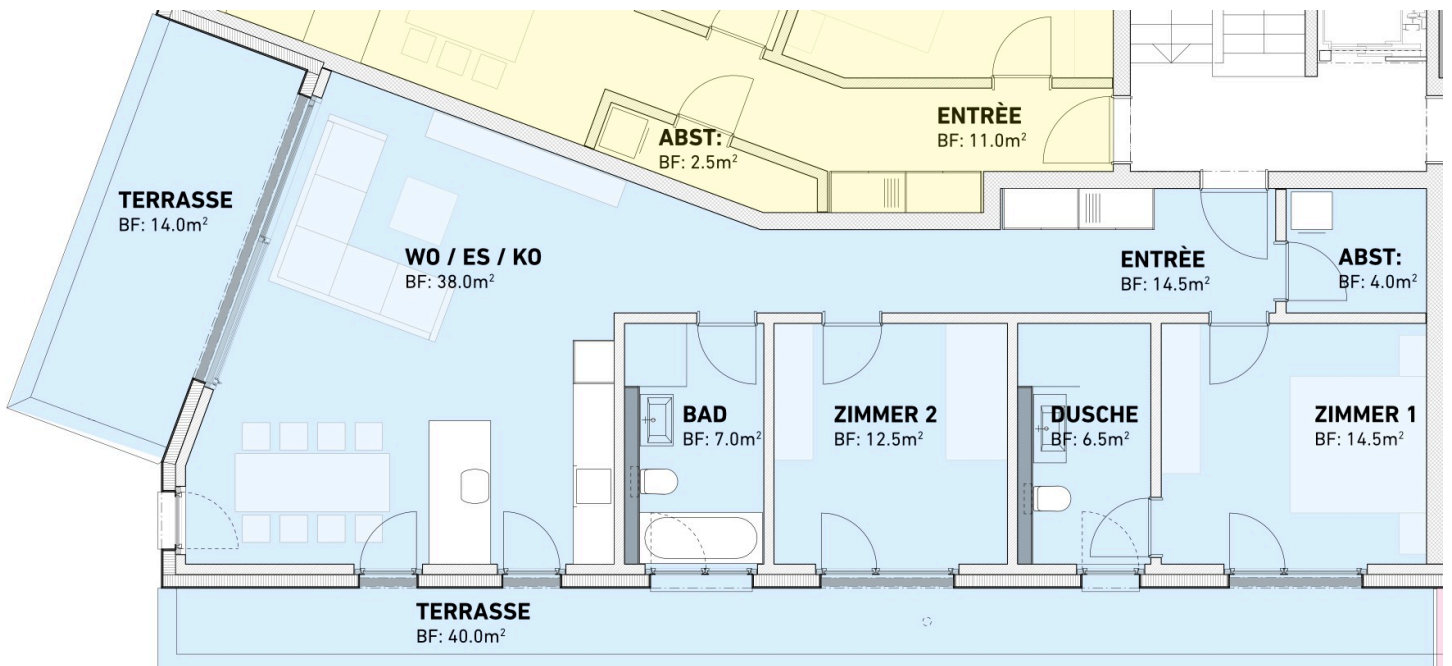 ENTRÈE
BF: 11.0m²
ABST:
BF: 2.5m²
TERRASSE
BF: 14.0m²
WO / ES / KO
BF: 38.0m²
ENTRÈE
BF: 14.5m²
ABST:
BF: 4.0m²
BAD
BF: 7.0m²
ZIMMER 2
BF: 12.5m²
DUSCHE
BF: 6.5m²
ZIMMER 1
BF: 14.5m²
TERRASSE
BF: 40.0m²